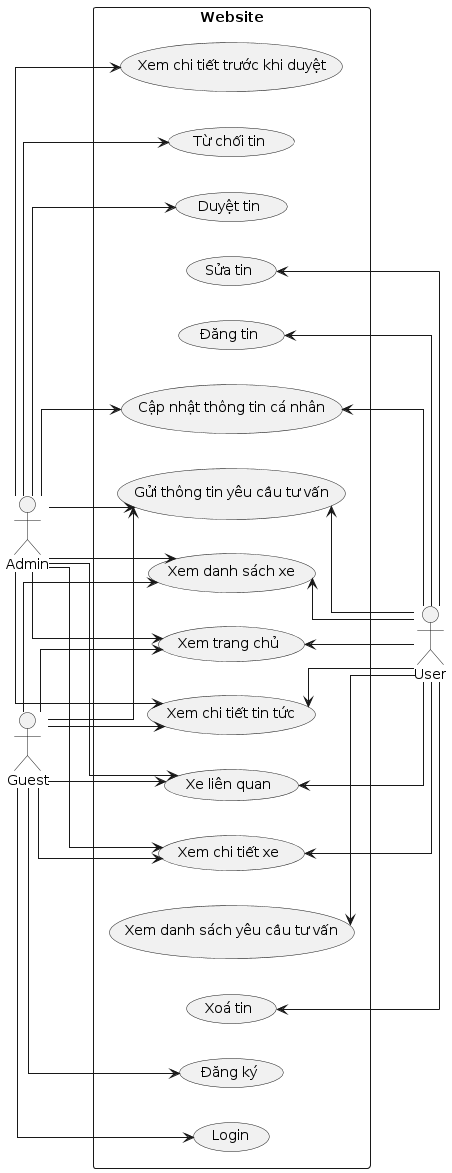 Website
Xem chi tiết trước khi duyệt
Từ chối tin
Duyệt tin
Sửa tin
Đăng tin
Cập nhật thông tin cá nhân
Gửi thông tin yêu cầu tư vấn
Admin
Xem danh sách xe
Xem trang chủ
User
Xem chi tiết tin tức
Guest
Xe liên quan
Xem chi tiết xe
Xem danh sách yêu cầu tư vấn
Xoá tin
Đăng ký
Login